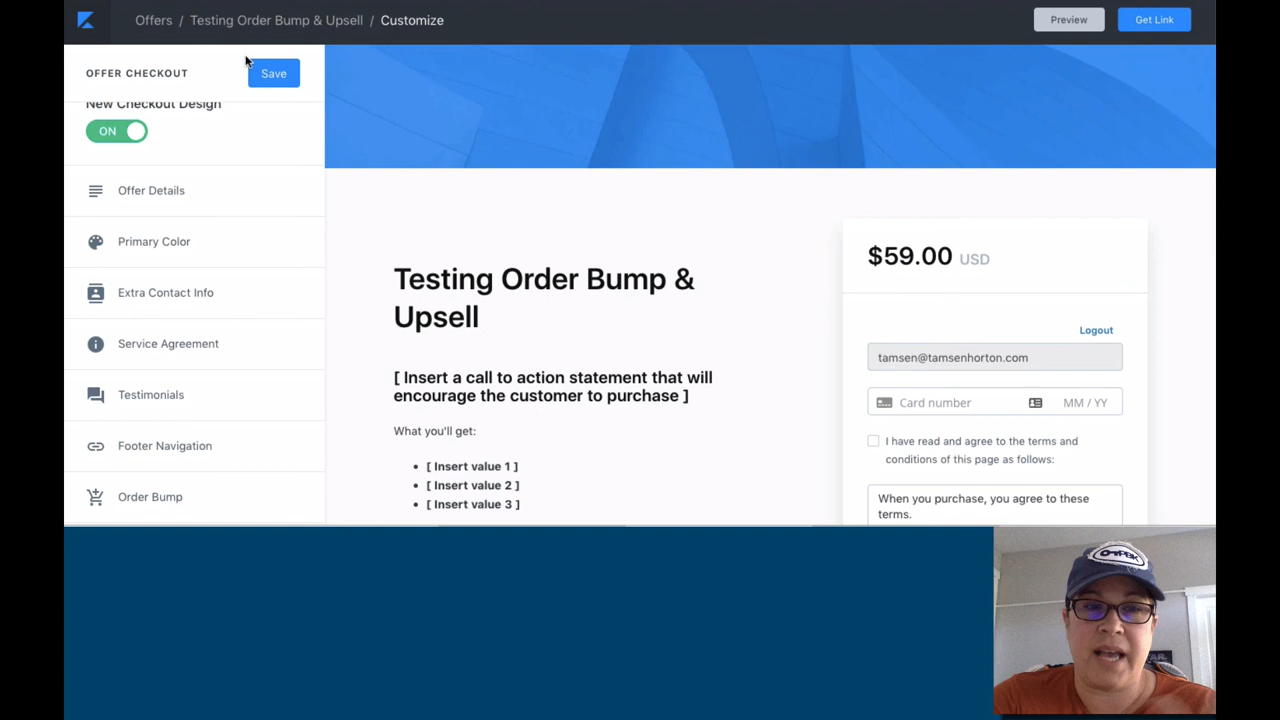 Offers / Testing Order Bump & Upsell / Customize
Preview
Get Link
OFFER CHECKOUT
Save
New Checkout Design
ON
Offer Details
Primary Color
Extra Contact Info
Service Agreement
Testimonials
Footer Navigation
Order Bump
Testing Order Bump &
Upsell
[ Insert a call to action statement that will
encourage the customer to purchase ]
What you'll get:
• [ Insert value 1 ]
• [ Insert value 2 ]
• [ Insert value 3 ]
$59.00 USD
Logout
tamsen@tamsenhorton.com
Card number
MM / YY
I have read and agree to the terms and
conditions of this page as follows:
When you purchase, you agree to these
terms.